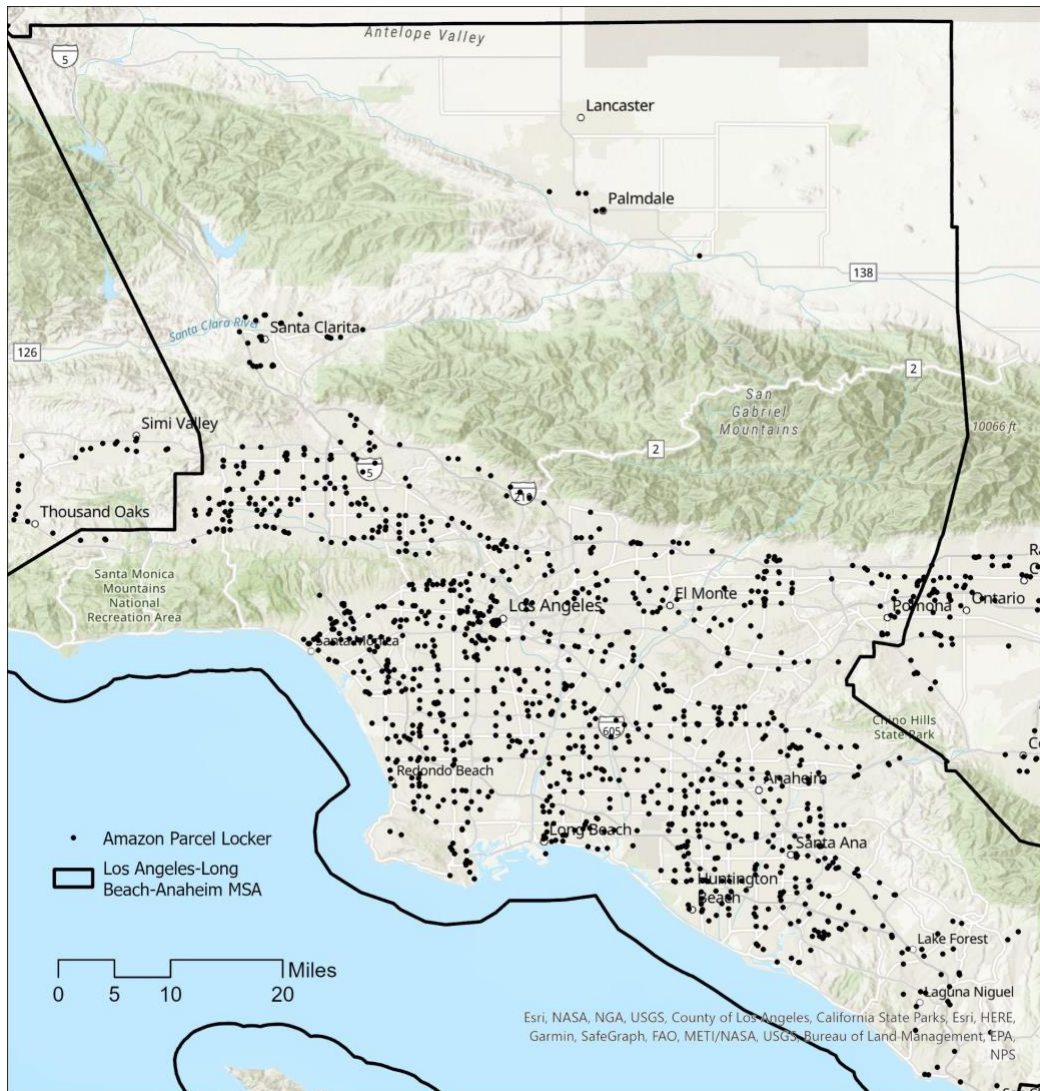 Antelope Valley
5
Lancaster
Palmdale
138
Santa Clara River
Santa Clarita
126
2
San
Gabriel
Mountains
10066 ft
2
Simi Valley
5
210
Thousand Oaks
Santa Monica
Mountains
National
Recreation Area
Los Angeles
El Monte
Pomona
Ontario
Santa Monica
Chino Hills
State Park
605
Redondo Beach
Anaheim
Long Beach
Santa Ana
Huntington
Beach
Lake Forest
Laguna Niguel
Amazon Parcel Locker
Los Angeles-Long
Beach-Anaheim MSA
Miles
0 5 10 20
Esri, NASA, NGA, USGS, County of Los Angeles, California State Parks, Esri, HERE,
Garmin, SafeGraph, FAO, METI/NASA, USGS, Bureau of Land Management, EPA,
NPS